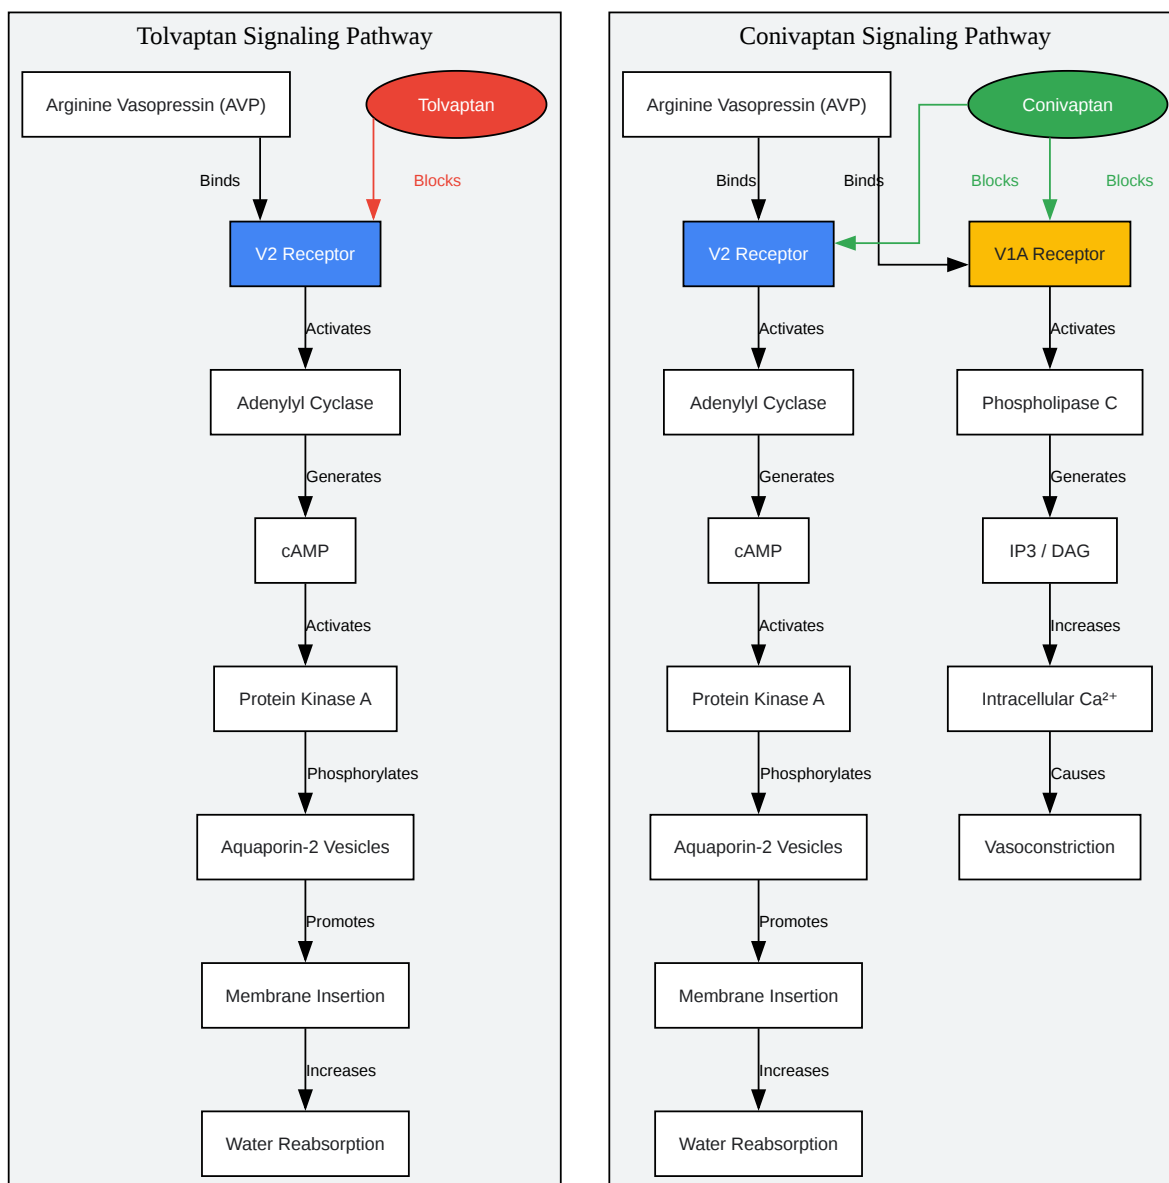 Tolvaptan Signaling Pathway
Arginine Vasopressin (AVP)
Tolvaptan
Binds
Blocks
V2 Receptor
Activates
Adenylyl Cyclase
Generates
cAMP
Activates
Protein Kinase A
Phosphorylates
Aquaporin-2 Vesicles
Promotes
Membrane Insertion
Increases
Water Reabsorption
Conivaptan Signaling Pathway
Arginine Vasopressin (AVP)
Conivaptan
Binds
Binds
Blocks
Blocks
V2 Receptor
V1A Receptor
Activates
Activates
Adenylyl Cyclase
Phospholipase C
Generates
Generates
cAMP
IP3 / DAG
Activates
Increases
Protein Kinase A
Intracellular Ca²⁺
Phosphorylates
Causes
Aquaporin-2 Vesicles
Vasoconstriction
Promotes
Membrane Insertion
Increases
Water Reabsorption